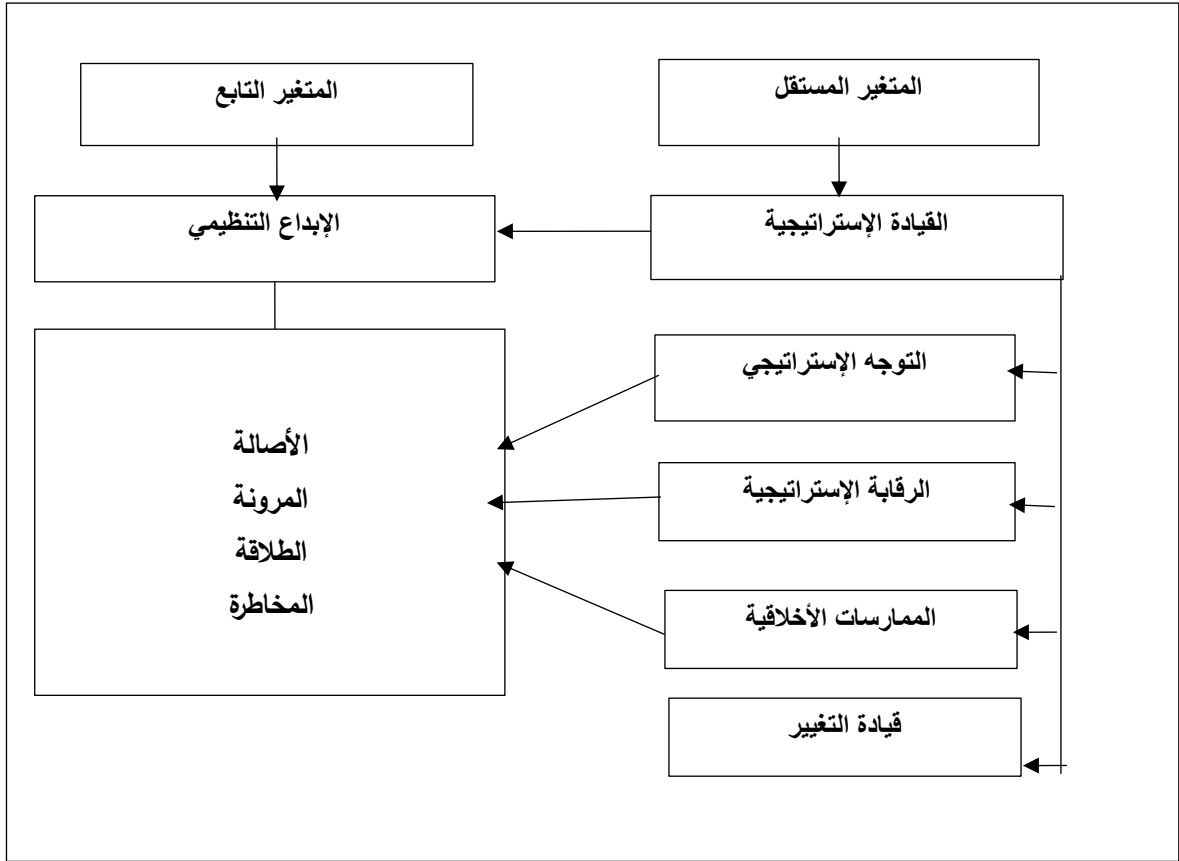 المتغير المستقل
المتغير التابع
القيادة الإستراتيجية
الإبداع التنظيمي
التوجه الإستراتيجي
الرقابة الإستراتيجية
الممارسات الأخلاقية
قيادة التغيير
الأصالة
المرونة
الطلاقة
المخاطرة